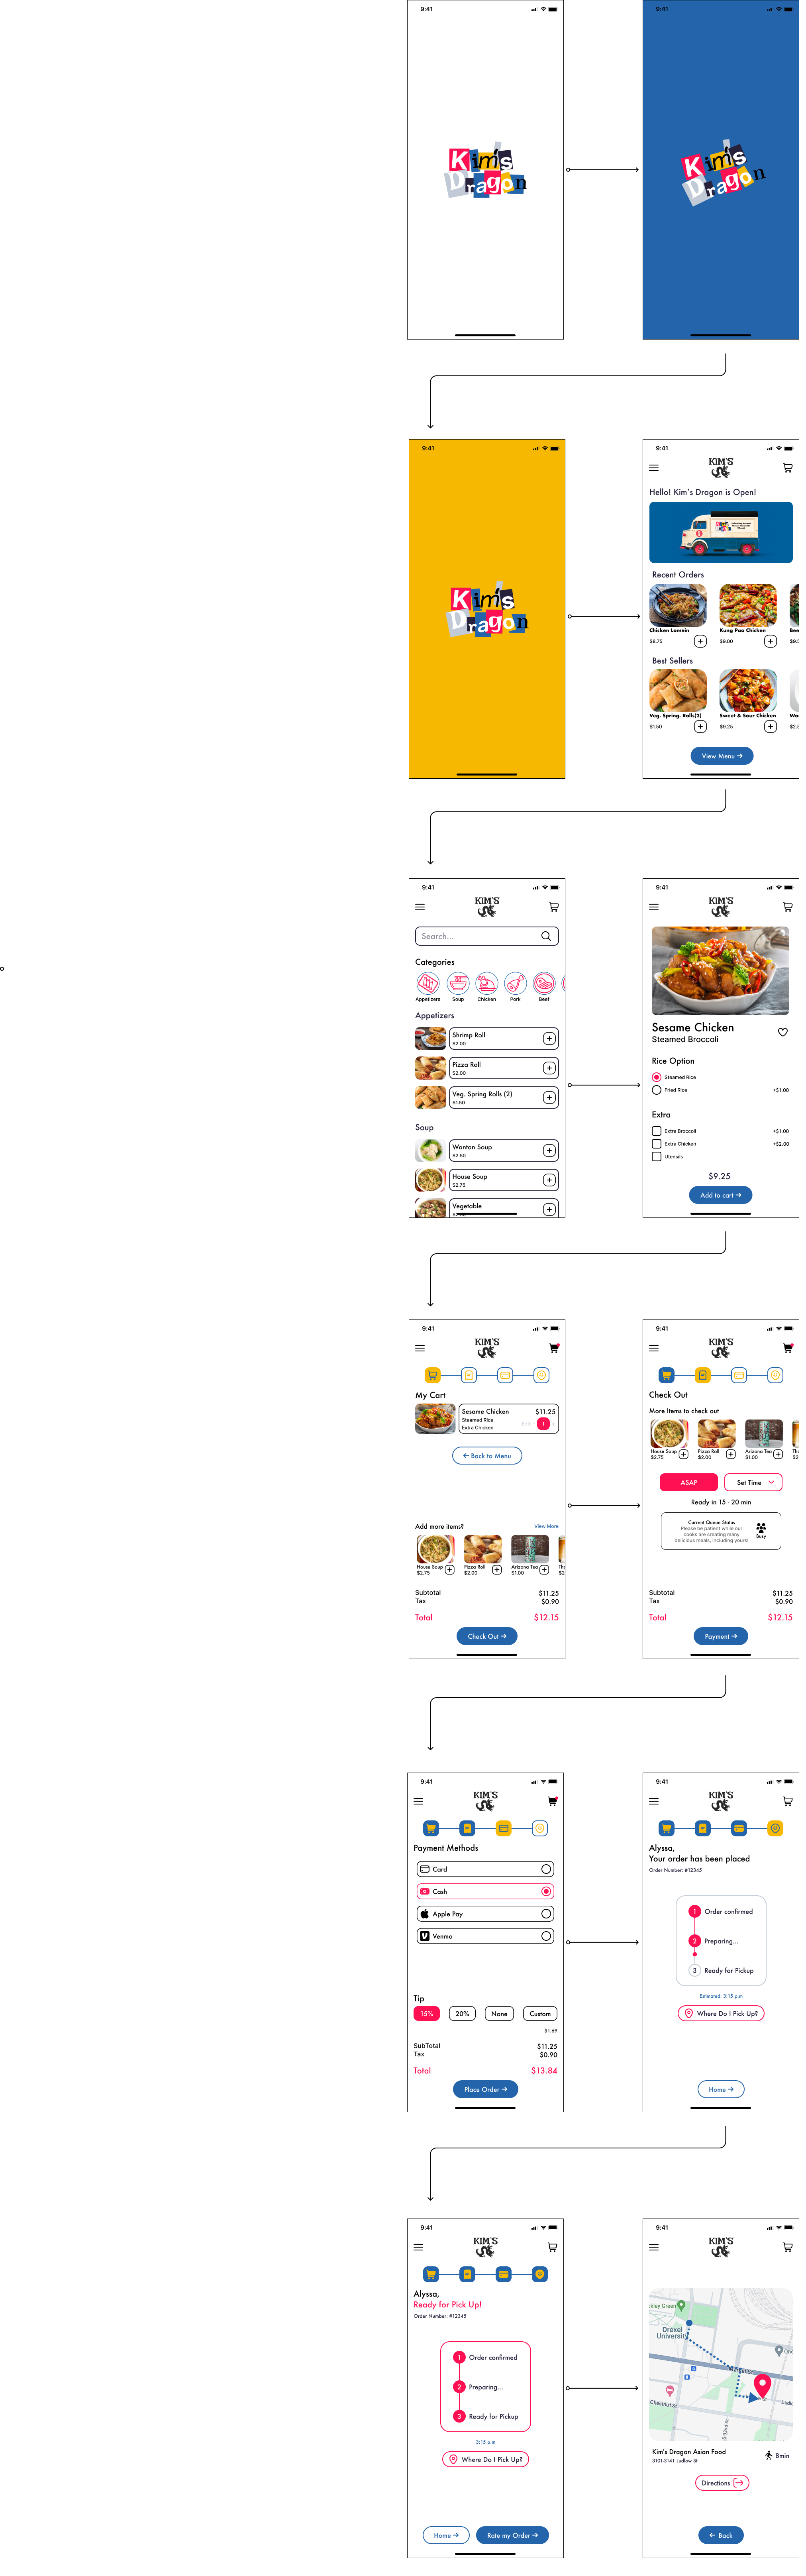 9:41
Kim's
Dragon
9:41
Kim's
Dragon
9:41
Kim's
Dragon
9:41
KIM'S
Hello! Kim's Dragon is Open!
Recent Orders
Chicken Lomein
$8.75
Kung Pao Chicken
$9.00
Best Sellers
Veg. Spring. Rolls(2)
$1.50
Sweet & Sour Chicken
$9.25
View Menu →
9:41
KIM'S
Search...
Categories
Appetizers Soup Chicken Pork Beef
Appetizers
Shrimp Roll
$2.00
Pizza Roll
$2.00
Veg. Spring Rolls (2)
$1.50
Soup
Wonton Soup
$2.50
House Soup
$2.75
Vegetable
9:41
KIM'S
Sesame Chicken
Steamed Broccoli
Rice Option
Steamed Rice
Fried Rice +$1.00
Extra
Extra Broccoli +$1.00
Extra Chicken +$2.00
Utensils
$9.25
Add to cart →
9:41
KIM'S
My Cart
Sesame Chicken $11.25
Steamed Rice
Extra Chicken
1
← Back to Menu
Add more items? View More
House Soup
$2.75
Pizza Roll
$2.00
Arizona Tea
$1.00
Subtotal $11.25
Tax $0.90
Total $12.15
Check Out →
9:41
KIM'S
Check Out
More Items to check out
House Soup
$2.75
Pizza Roll
$2.00
Arizona Tea
$1.00
ASAP Set Time
Ready in 15 - 20 min
Current Queue Status
Please be patient while our
cooks are creating many
delicious meals, including yours!
Busy
Subtotal $11.25
Tax $0.90
Total $12.15
Payment →
9:41
KIM'S
Payment Methods
Card
Cash
Apple Pay
Venmo
Tip
15% 20% None Custom
$1.69
SubTotal $11.25
Tax $0.90
Total $13.84
Place Order →
9:41
KIM'S
Alyssa,
Your order has been placed
Order Number: #12345
1 Order confirmed
2 Preparing...
3 Ready for Pickup
Estimated: 3:15 p.m
Where Do I Pick Up?
Home →
9:41
KIM'S
Alyssa,
Ready for Pick Up!
Order Number: #12345
1 Order confirmed
2 Preparing...
3 Ready for Pickup
3:15 p.m
Where Do I Pick Up?
Home → Rate my Order →
9:41
KIM'S
ckley Green
Drexel
University
Chestnut St
Kim's Dragon Asian Food
3101-3141 Ludlow St
8min
Directions
← Back